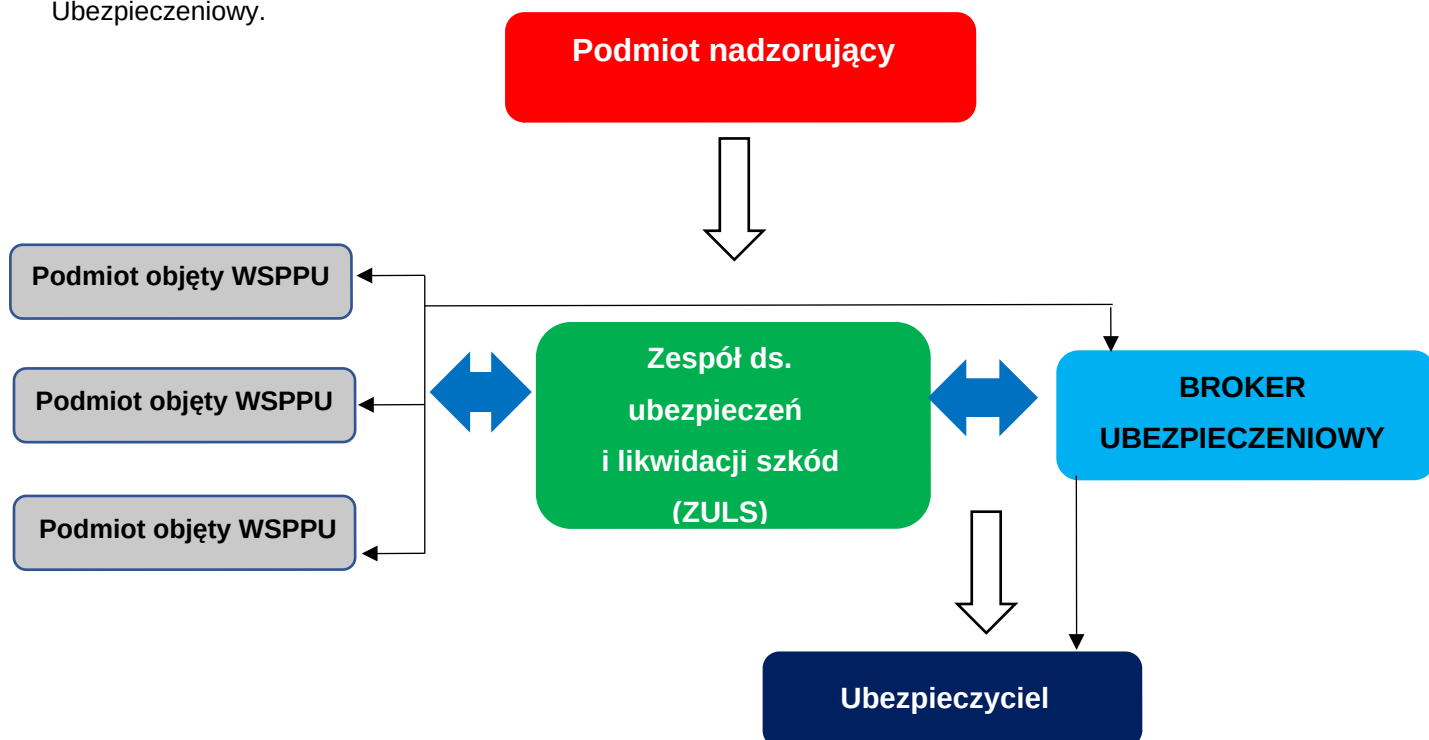 Ubezpieczeniowy.
Podmiot nadzorujący
Podmiot objęty WSPPU
Podmiot objęty WSPPU
Podmiot objęty WSPPU
Zespół ds.
ubezpieczeń
i likwidacji szkód
(ZULS)
BROKER
UBEZPIECZENIOWY
Ubezpieczyciel